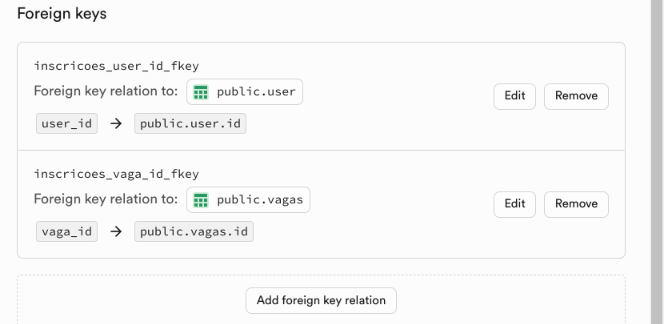 Foreign keys
inscricoes_user_id_fkey
Foreign key relation to: public.user
Edit Remove
user_id → public.user.id
inscricoes_vaga_id_fkey
Foreign key relation to: public.vagas
Edit Remove
vaga_id → public.vagas.id
Add foreign key relation